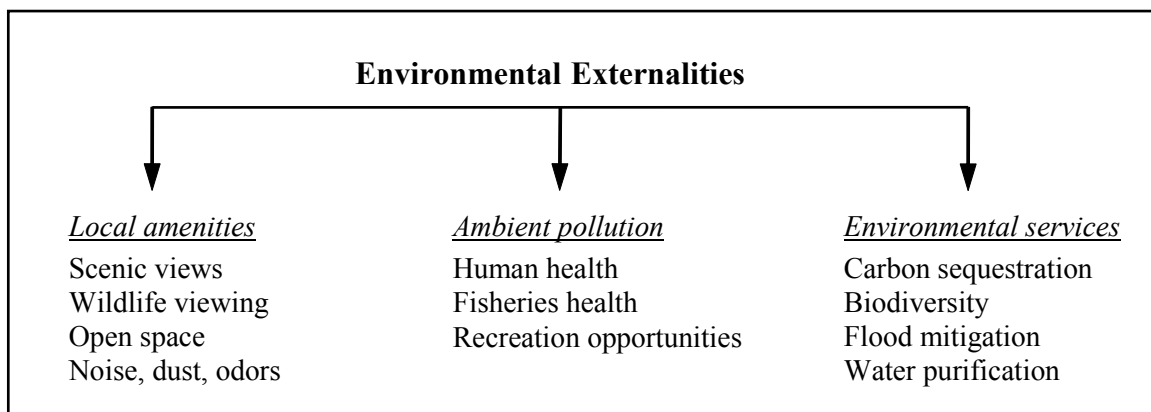 Environmental Externalities
Local amenities
Scenic views
Wildlife viewing
Open space
Noise, dust, odors
Ambient pollution
Human health
Fisheries health
Recreation opportunities
Environmental services
Carbon sequestration
Biodiversity
Flood mitigation
Water purification